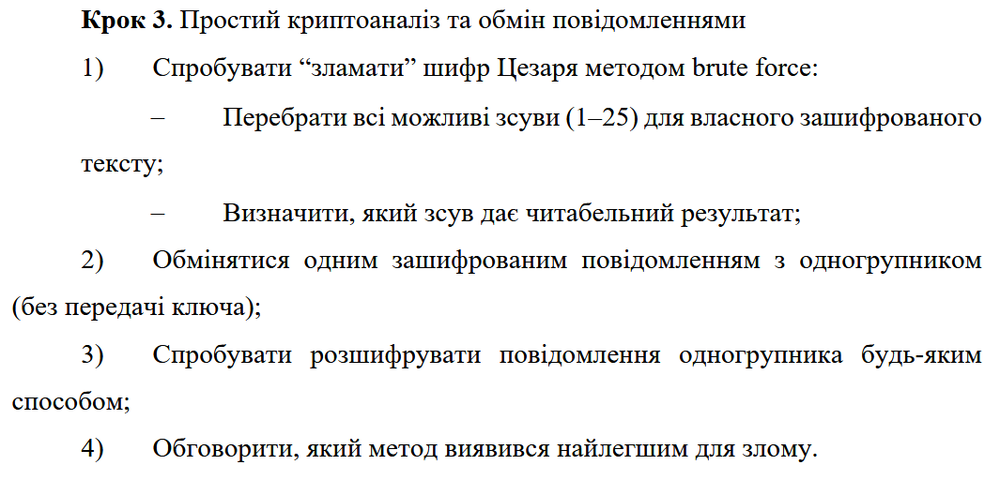 Крок 3. Простий криптоаналіз та обмін повідомленнями
1) Спробувати “зламати” шифр Цезаря методом brute force:
– Перебрати всі можливі зсуви (1–25) для власного зашифрованого
тексту;
– Визначити, який зсув дає читабельний результат;
2) Обмінятися одним зашифрованим повідомленням з одногрупником
(без передачі ключа);
3) Спробувати розшифрувати повідомлення одногрупника будь-яким
способом;
4) Обговорити, який метод виявився найлегшим для злому.